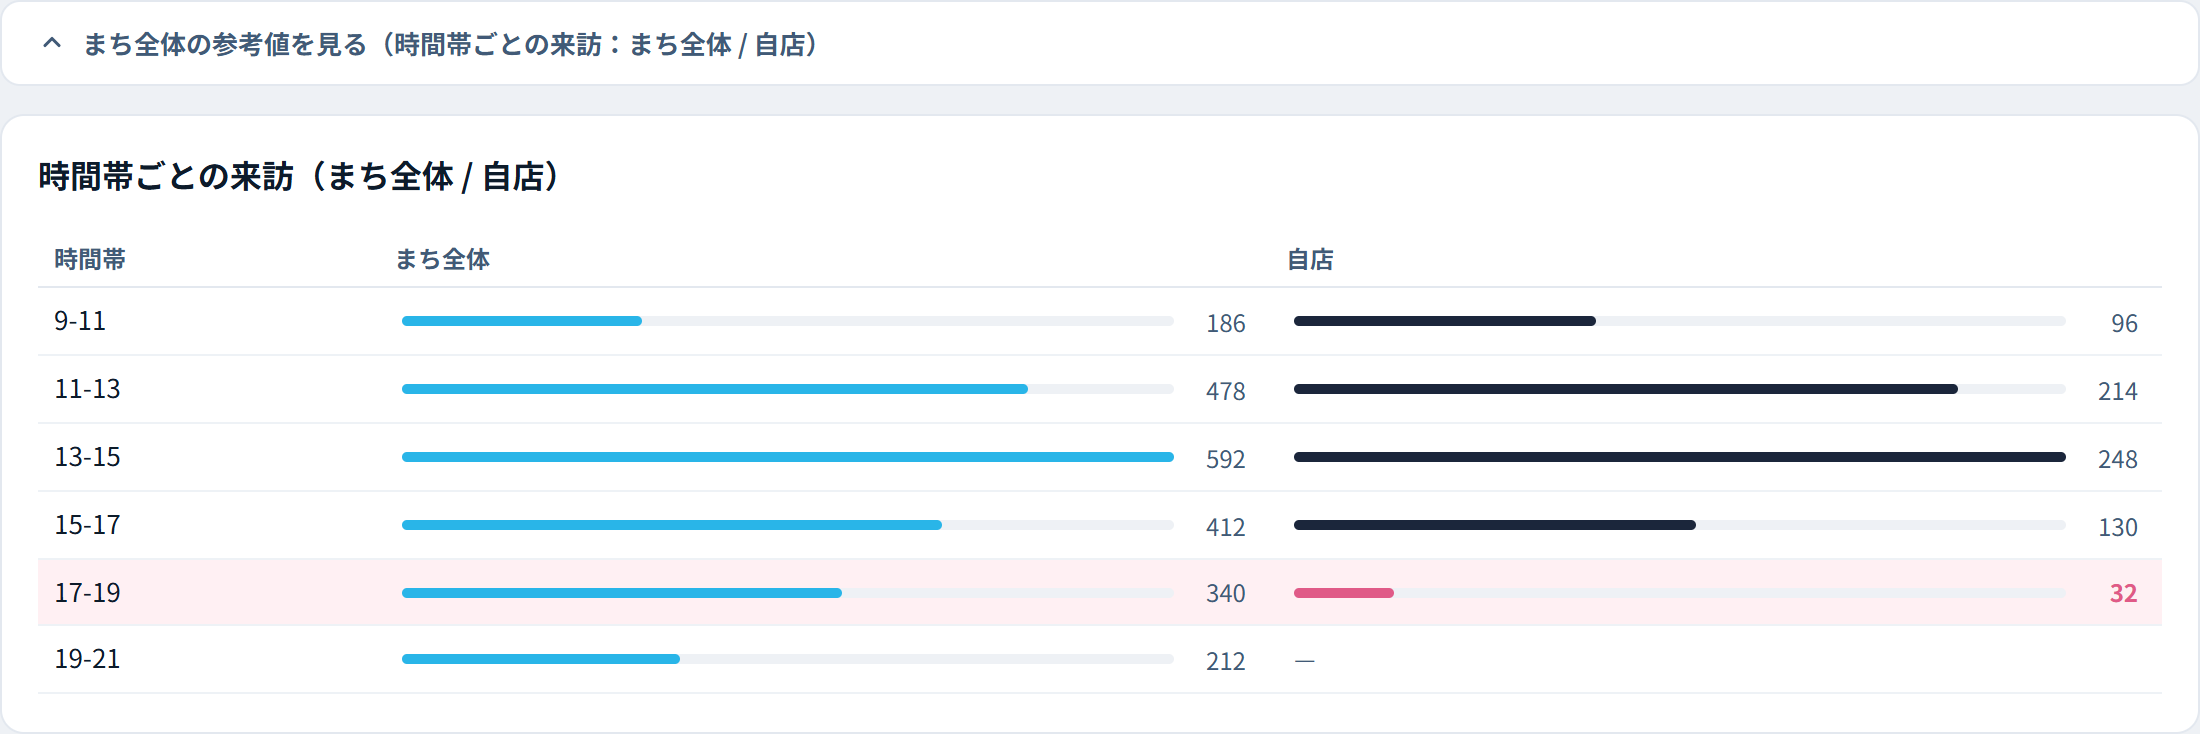 まち全体の参考値を見る（時間帯ごとの来訪：まち全体 / 自店）
時間帯ごとの来訪（まち全体 / 自店）
時間帯 まち全体 自店
9-11 186 96
11-13 478 214
13-15 592 248
15-17 412 130
17-19 340 32
19-21 212 —